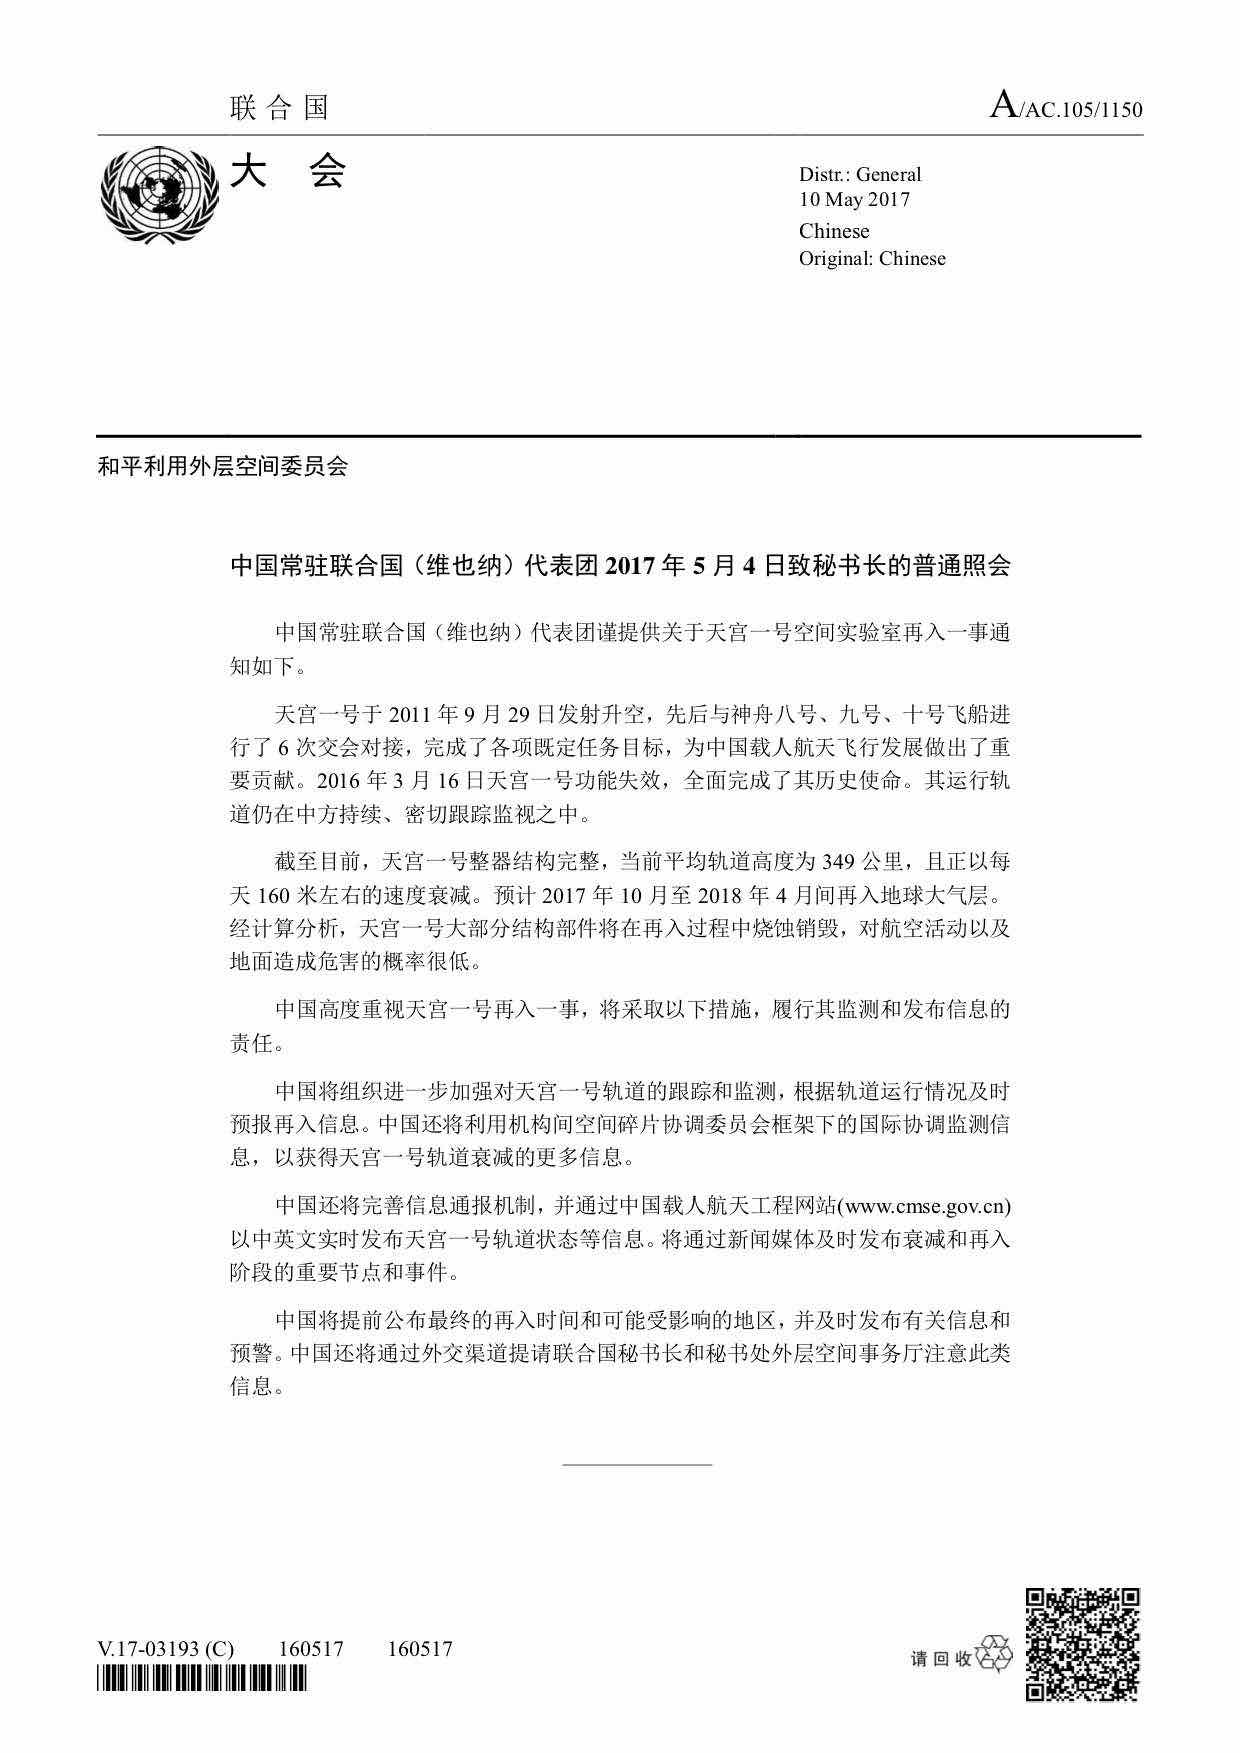 联合国
A/AC.105/1150
大 会
Distr.: General
10 May 2017
Chinese
Original: Chinese
和平利用外层空间委员会
中国常驻联合国（维也纳）代表团 2017 年 5 月 4 日致秘书长的普通照会
中国常驻联合国（维也纳）代表团谨提供关于天宫一号空间实验室再入一事通
知如下。
天宫一号于 2011 年 9 月 29 日发射升空，先后与神舟八号、九号、十号飞船进
行了 6 次交会对接，完成了各项既定任务目标，为中国载人航天飞行发展做出了重
要贡献。2016 年 3 月 16 日天宫一号功能失效，全面完成了其历史使命。其运行轨
道仍在中方持续、密切跟踪监视之中。
截至目前，天宫一号整器结构完整，当前平均轨道高度为 349 公里，且正以每
天 160 米左右的速度衰减。预计 2017 年 10 月至 2018 年 4 月间再入地球大气层。
经计算分析，天宫一号大部分结构部件将在再入过程中烧蚀销毁，对航空活动以及
地面造成危害的概率很低。
中国高度重视天宫一号再入一事，将采取以下措施，履行其监测和发布信息的
责任。
中国将组织进一步加强对天宫一号轨道的跟踪和监测，根据轨道运行情况及时
预报再入信息。中国还将利用机构间空间碎片协调委员会框架下的国际协调监测信
息，以获得天宫一号轨道衰减的更多信息。
中国还将完善信息通报机制，并通过中国载人航天工程网站(www.cmse.gov.cn)
以中英文实时发布天宫一号轨道状态等信息。将通过新闻媒体及时发布衰减和再入
阶段的重要节点和事件。
中国将提前公布最终的再入时间和可能受影响的地区，并及时发布有关信息和
预警。中国还将通过外交渠道提请联合国秘书长和秘书处外层空间事务厅注意此类
信息。
V.17-03193 (C) 160517 160517
请回收